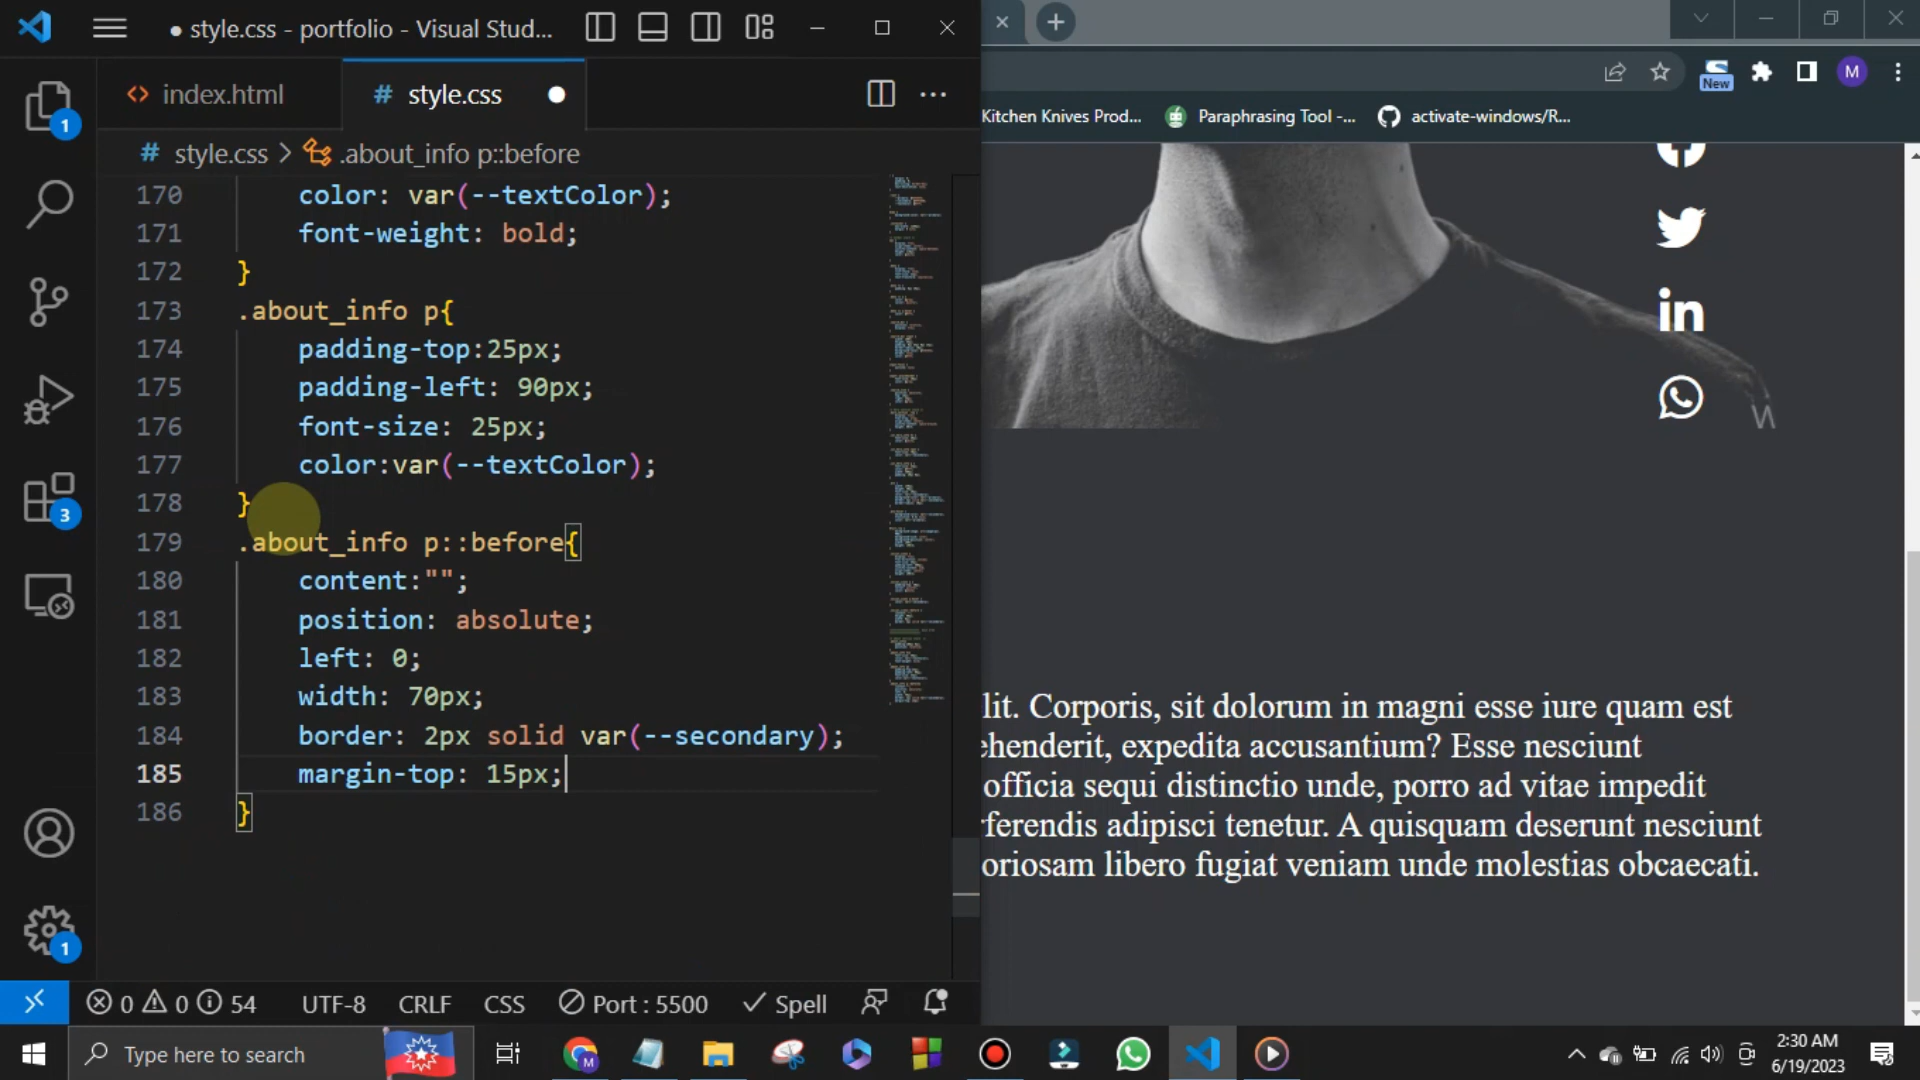 style.css - portfolio - Visual Stud...
index.html
# style.css
# style.css > .about_info p::before
170 color: var(--textColor);
171 font-weight: bold;
172 }
173 .about_info p{
174 padding-top:25px;
175 padding-left: 90px;
176 font-size: 25px;
177 color:var(--textColor);
178 }
179 .about_info p::before{
180 content:"";
181 position: absolute;
182 left: 0;
183 width: 70px;
184 border: 2px solid var(--secondary);
185 margin-top: 15px;
186 }
1
3
1
0 0 54 UTF-8 CRLF CSS Port : 5500 Spell
New
M
Kitchen Knives Prod... Paraphrasing Tool -... activate-windows/R...
in
W
lit. Corporis, sit dolorum in magni esse iure quam est
ehenderit, expedita accusantium? Esse nesciunt
officia sequi distinctio unde, porro ad vitae impedit
rferendis adipisci tenetur. A quisquam deserunt nesciunt
oriosam libero fugiat veniam unde molestias obcaecati.
Type here to search
M
2:30 AM
6/19/2023